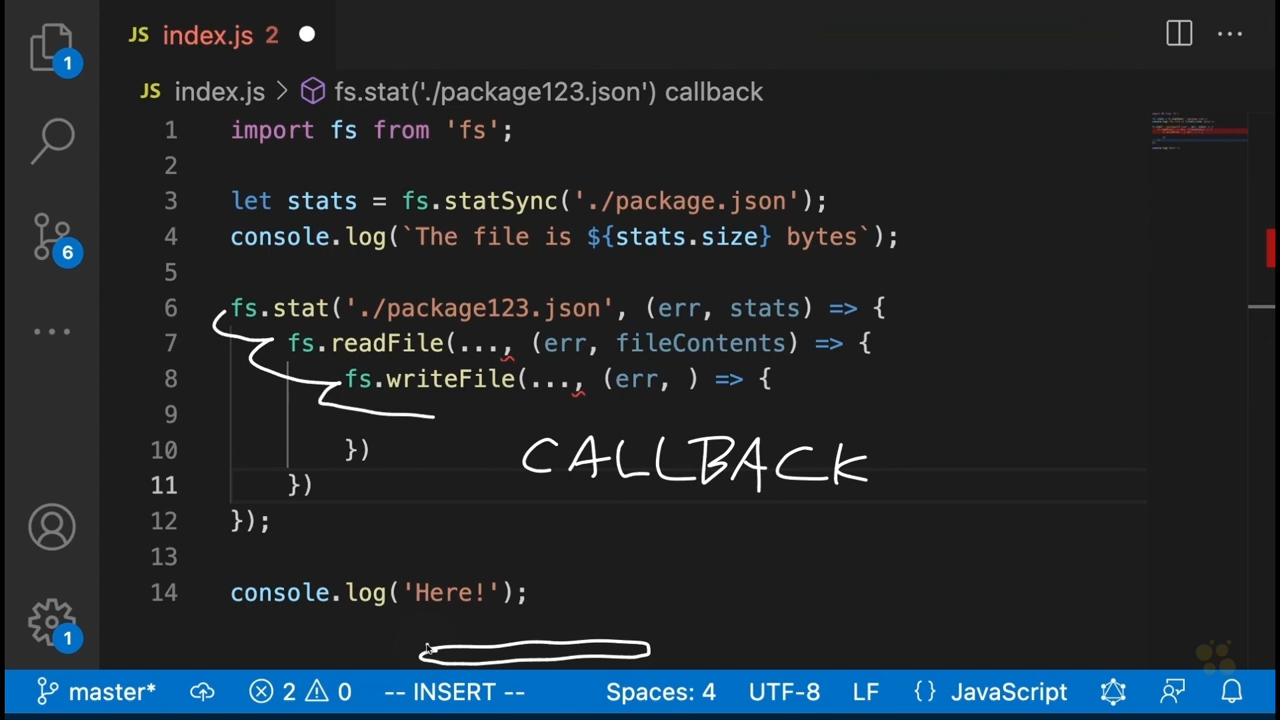 1
JS index.js 2
JS index.js > fs.stat('./package123.json') callback
1 import fs from 'fs';
2
3 let stats = fs.statSync('./package.json');
4 console.log(`The file is ${stats.size} bytes`);
5
6 fs.stat('./package123.json', (err, stats) => {
7 fs.readFile(..., (err, fileContents) => {
8 fs.writeFile(..., (err, ) => {
9
10 })
CALLBACK
11 })
12 });
13
14 console.log('Here!');
6
1
master* 2 0 -- INSERT -- Spaces: 4 UTF-8 LF {} JavaScript